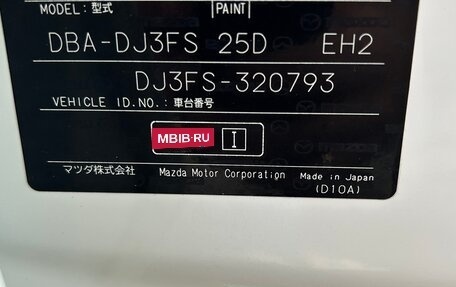 MODEL: 型式 PAINT
DBA-DJ3FS 25D EH2
DJ3FS-320793
VEHICLE ID.NO.: 車台番号
MBIB·RU I
マツダ株式会社 Mazda Motor Corporation Made in Japan
(D10A)